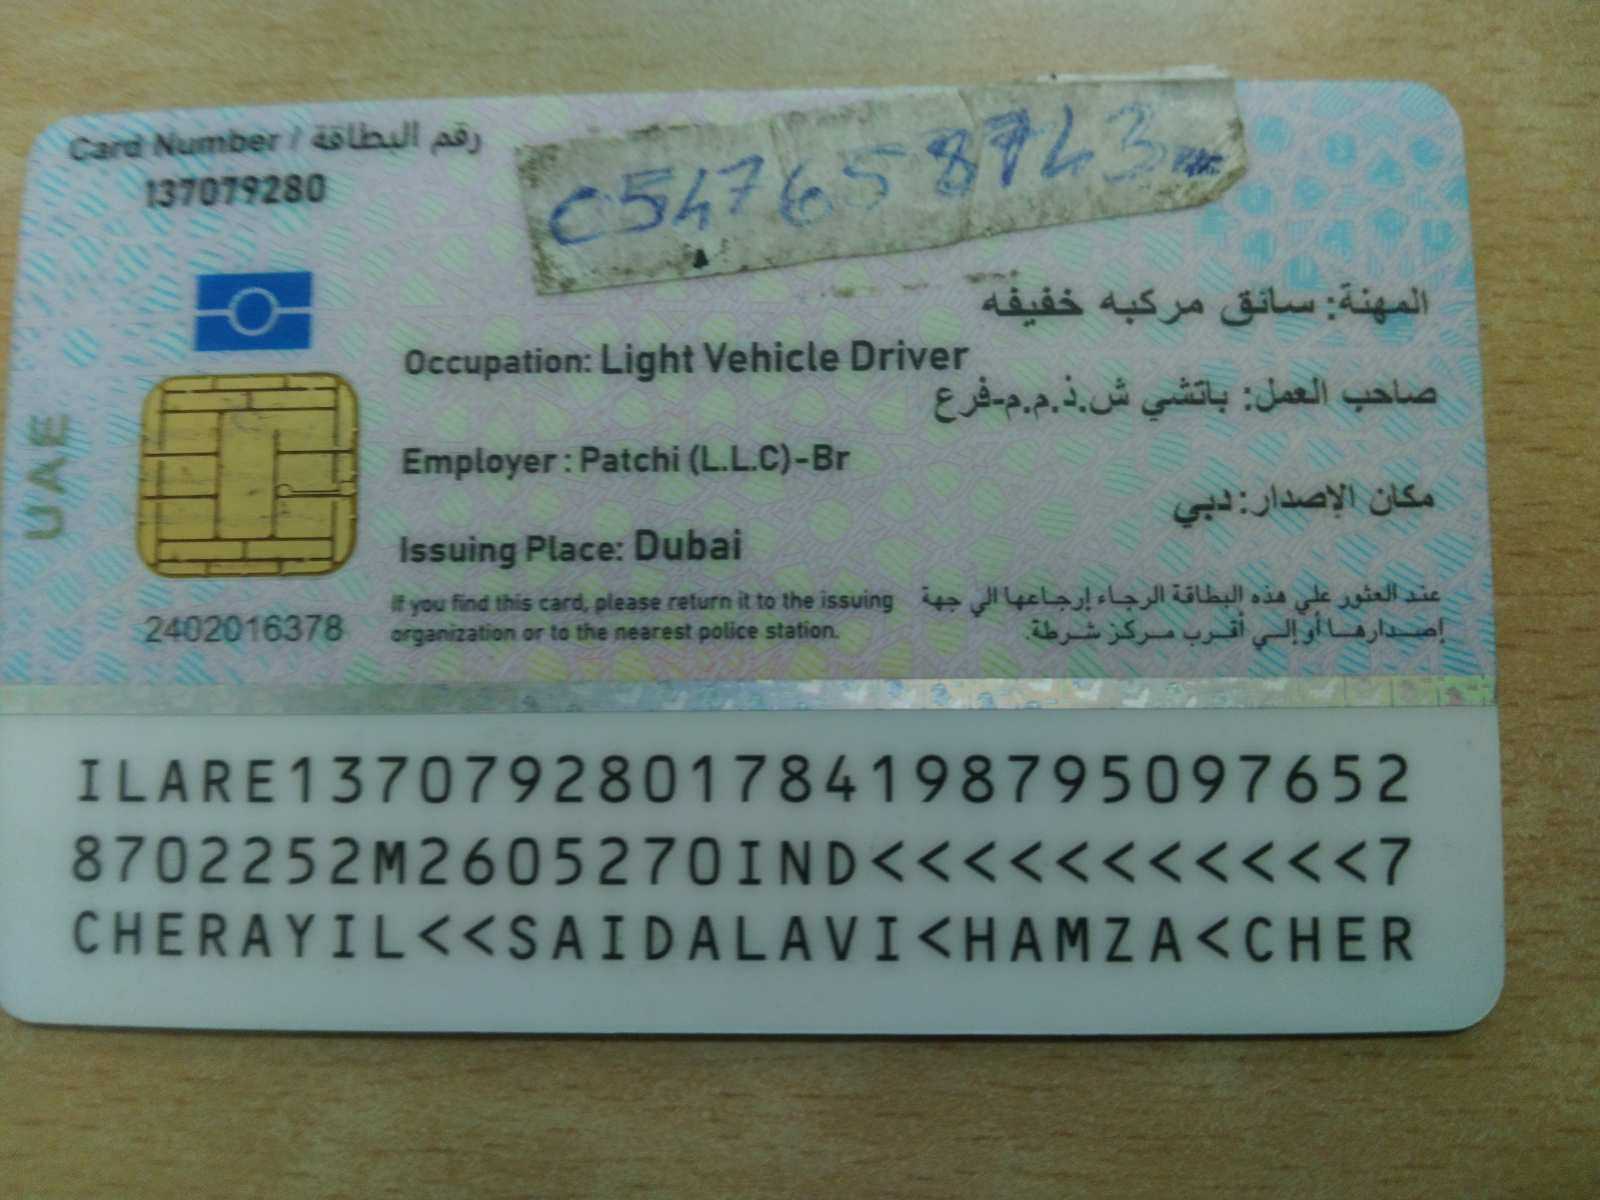 Card Number / رقم البطاقة
137079280
المهنة: سائق مركبه خفيفه
Occupation: Light Vehicle Driver
صاحب العمل: باتشي ش.ذ.م.م-فرع
Employer : Patchi (L.L.C)-Br
مكان الإصدار: دبي
Issuing Place: Dubai
UAE
2402016378
If you find this card, please return it to the issuing
organization or to the nearest police station.
عند العثور علي هذه البطاقة الرجاء إرجاعها الي جهة
إصدارها أو إلي أقرب مركز شرطة.
ILARE1370792801784198795097652
8702252M2605270IND<<<<<<<<<<<7
CHERAYIL<<SAIDALAVI<HAMZA<CHER